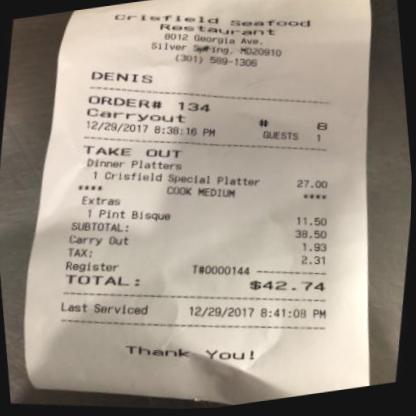 Crisfield Seafood
Restaurant
8012 Georgia Ave.
Silver Spring, MD20910
(301) 589-1306
DENIS
ORDER# 134 # 8
Carryout
12/29/2017 8:38:16 PM GUESTS 1
TAKE OUT
Dinner Platters
1 Crisfield Special Platter 27.00
**** COOK MEDIUM ****
Extras
1 Pint Bisque 11.50
SUBTOTAL: 38.50
Carry Out 1.93
TAX: 2.31
Register T#0000144
TOTAL: $42.74
Last Serviced 12/29/2017 8:41:08 PM
Thank You!